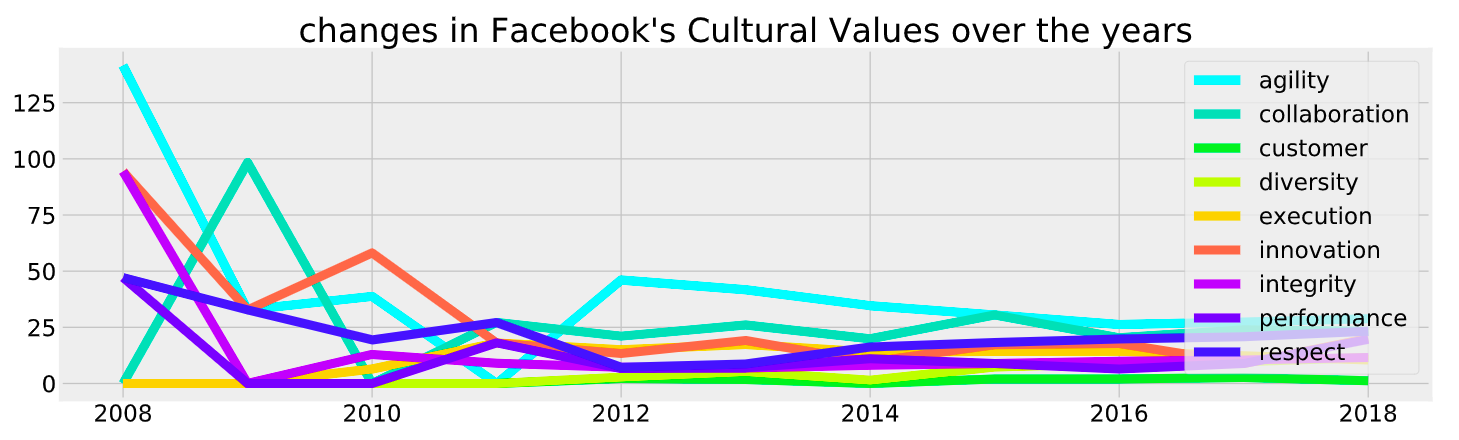 changes in Facebook's Cultural Values over the years
125
100
75
50
25
0
2008
2010
2012
2014
2016
2018
agility
collaboration
customer
diversity
execution
innovation
integrity
performance
respect